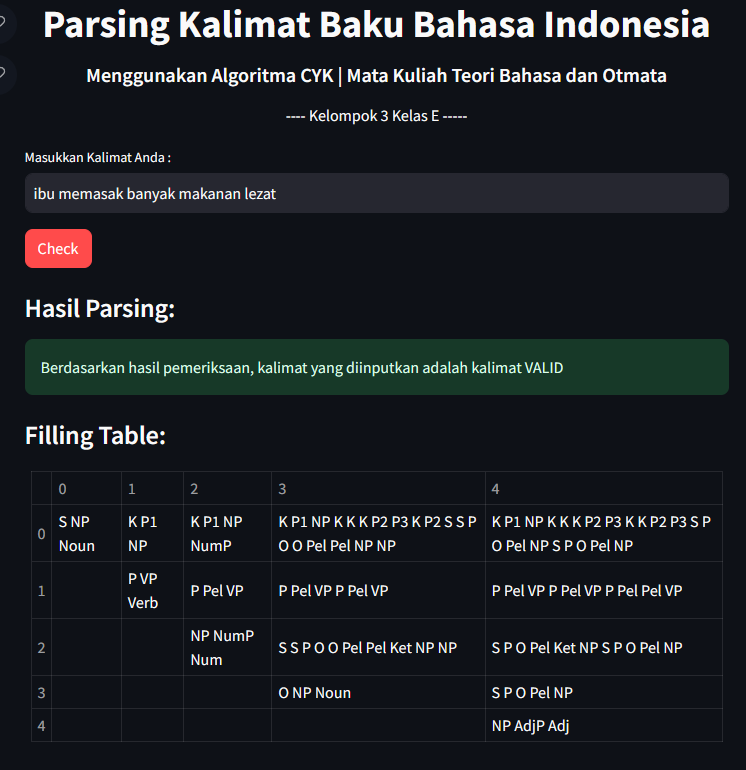 Parsing Kalimat Baku Bahasa Indonesia
Menggunakan Algoritma CYK | Mata Kuliah Teori Bahasa dan Otmata
---- Kelompok 3 Kelas E -----
Masukkan Kalimat Anda :
ibu memasak banyak makanan lezat
Check
Hasil Parsing:
Berdasarkan hasil pemeriksaan, kalimat yang diinputkan adalah kalimat VALID
Filling Table:
0 1 2 3 4
0 S NP Noun K P1 NP K P1 NP NumP K P1 NP K K K P2 P3 K P2 S S P O O Pel Pel NP NP K P1 NP K K K P2 P3 K K P2 P3 S P O Pel NP S P O Pel NP
1 P VP Verb P Pel VP P Pel VP P Pel VP P Pel VP P Pel VP P Pel Pel VP
2 NP NumP Num S S P O O Pel Pel Ket NP NP S P O Pel Ket NP S P O Pel NP
3 O NP Noun S P O Pel NP
4 NP AdjP Adj